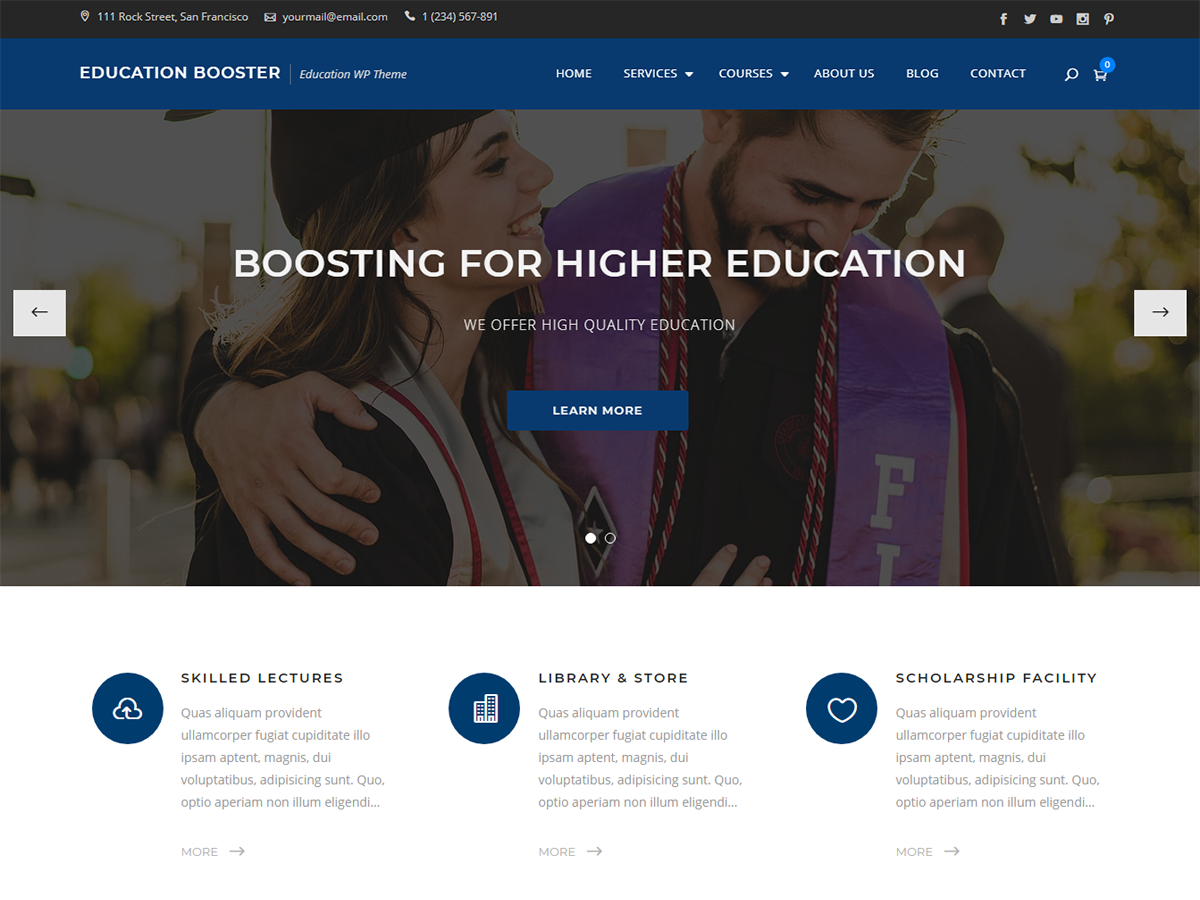 111 Rock Street, San Francisco yourmail@email.com 1 (234) 567-891
EDUCATION BOOSTER Education WP Theme HOME SERVICES COURSES ABOUT US BLOG CONTACT 0
BOOSTING FOR HIGHER EDUCATION
WE OFFER HIGH QUALITY EDUCATION
LEARN MORE
F
I
SKILLED LECTURES
Quas aliquam provident
ullamcorper fugiat cupiditate illo
ipsam aptent, magnis, dui
voluptatibus, adipisicing sunt. Quo,
optio aperiam non illum eligendi...
MORE
LIBRARY & STORE
Quas aliquam provident
ullamcorper fugiat cupiditate illo
ipsam aptent, magnis, dui
voluptatibus, adipisicing sunt. Quo,
optio aperiam non illum eligendi...
MORE
SCHOLARSHIP FACILITY
Quas aliquam provident
ullamcorper fugiat cupiditate illo
ipsam aptent, magnis, dui
voluptatibus, adipisicing sunt. Quo,
optio aperiam non illum eligendi...
MORE